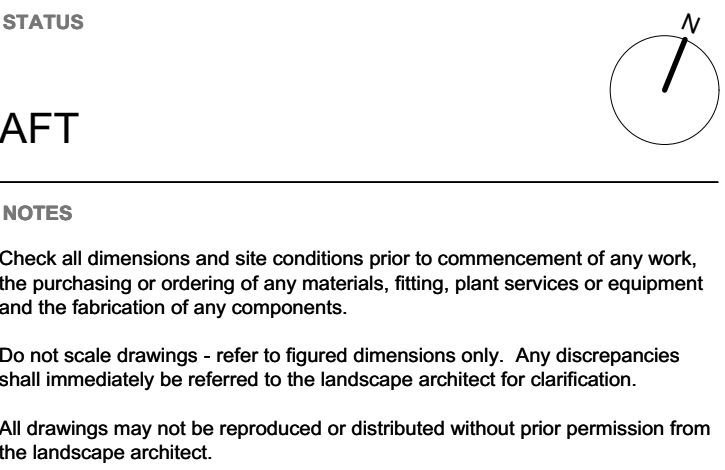 STATUS
N
AFT
NOTES
Check all dimensions and site conditions prior to commencement of any work,
the purchasing or ordering of any materials, fitting, plant services or equipment
and the fabrication of any components.
Do not scale drawings - refer to figured dimensions only.  Any discrepancies
shall immediately be referred to the landscape architect for clarification.
All drawings may not be reproduced or distributed without prior permission from
the landscape architect.